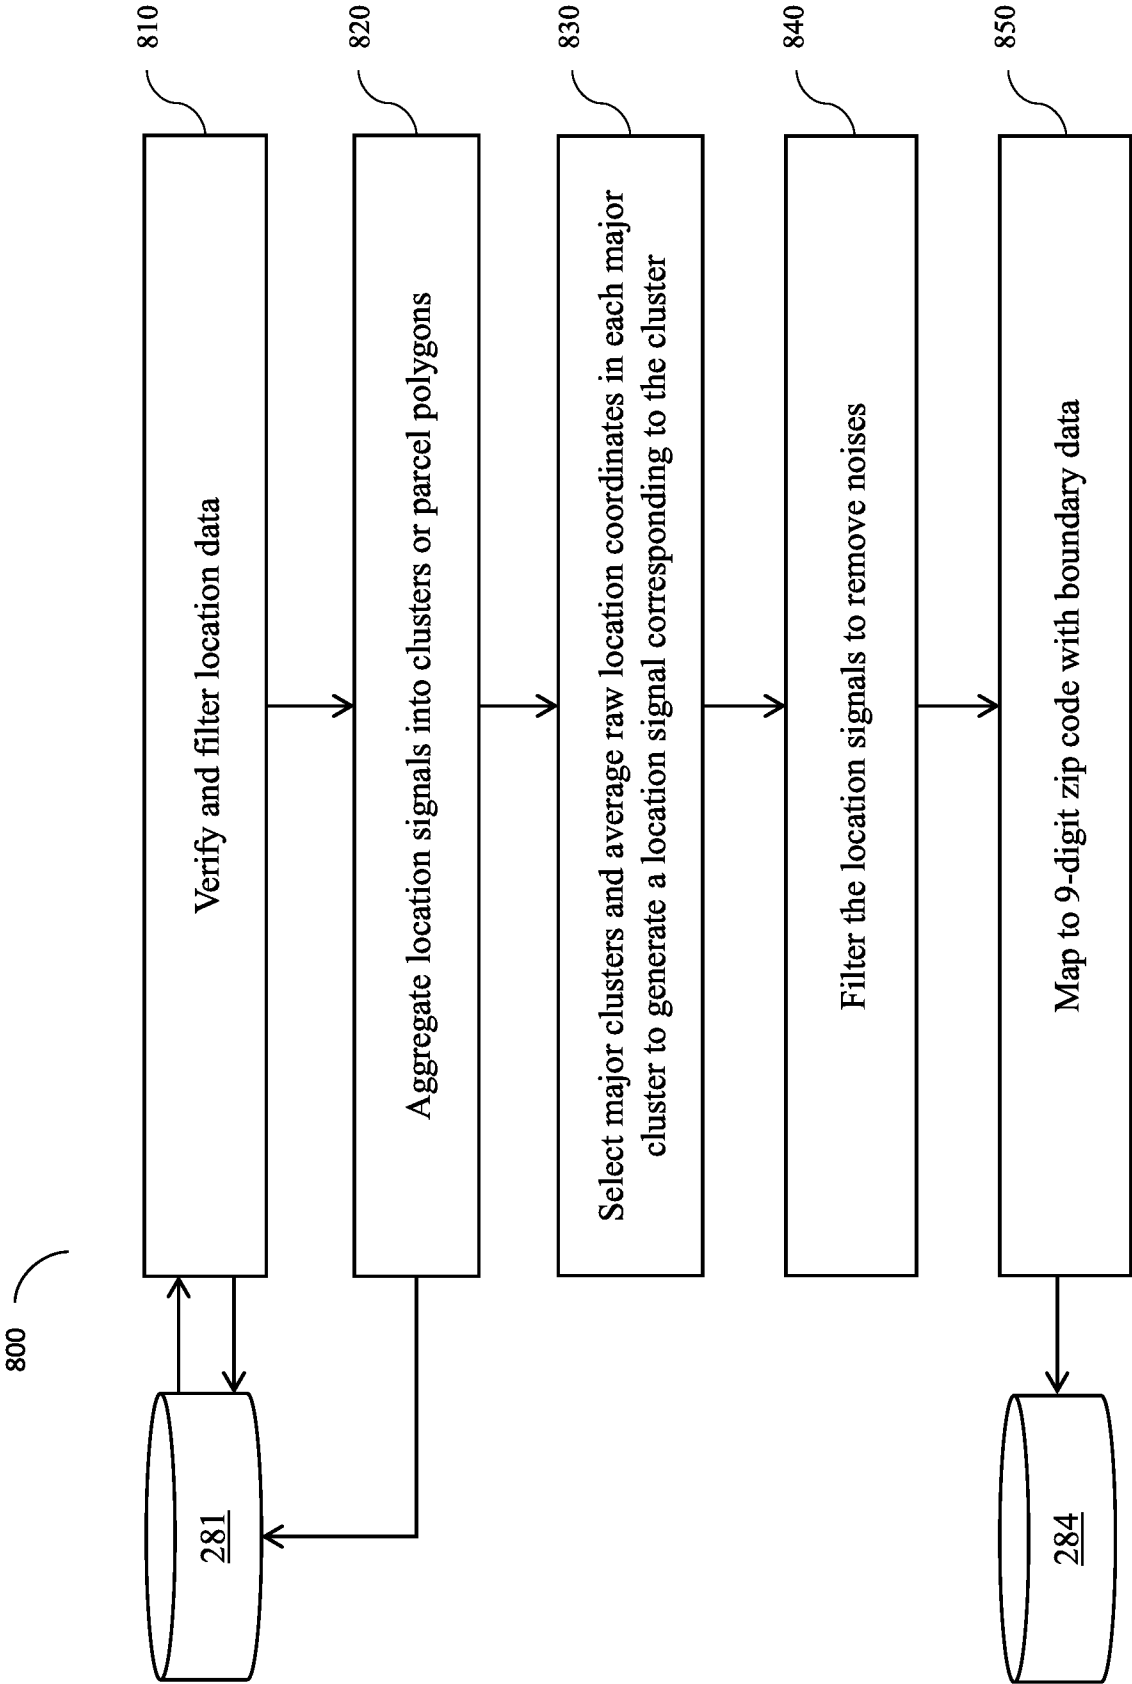 800
810
281
Verify and filter location data
820
Aggregate location signals into clusters or parcel polygons
830
Select major clusters and average raw location coordinates in each major
cluster to generate a location signal corresponding to the cluster
840
Filter the location signals to remove noises
850
284
Map to 9-digit zip code with boundary data